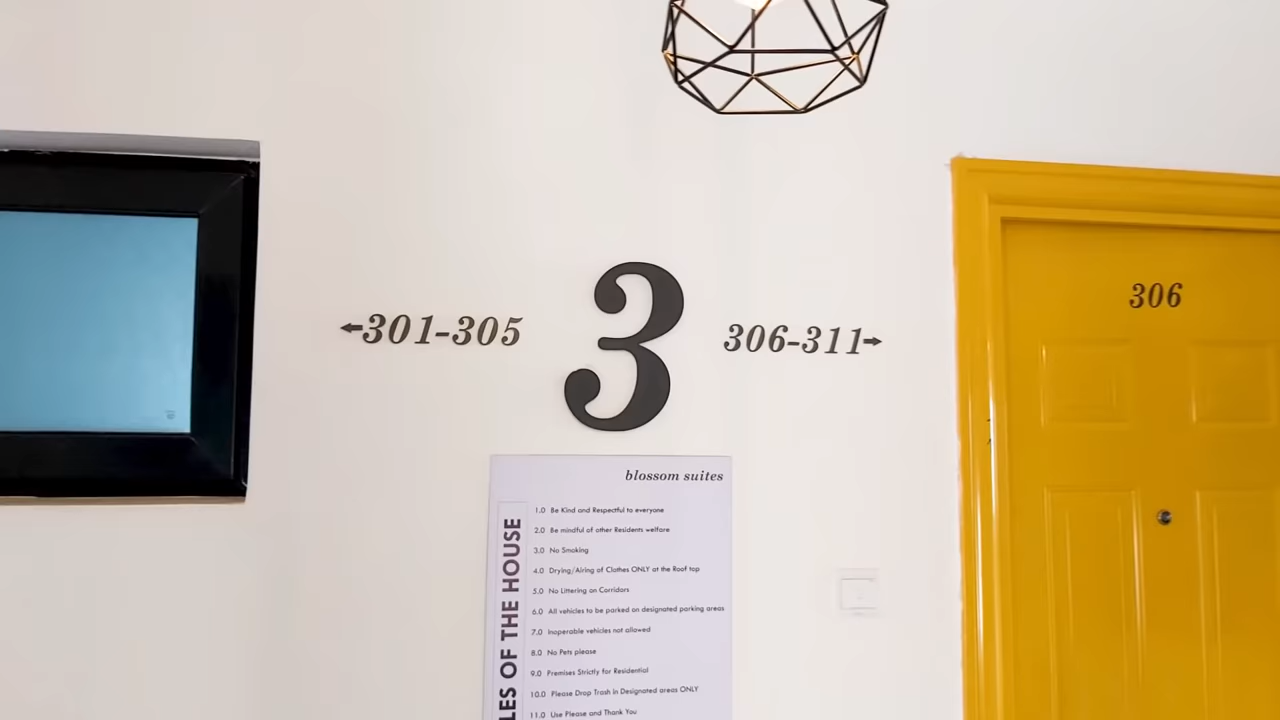 ←301-305
3
306-311→
306
blossom suites
LES OF THE HOUSE
1.0 Be Kind and Respectful to everyone
2.0 Be mindful of other Residents welfare
3.0 No Smoking
4.0 Drying/Airing of Clothes ONLY at the Roof top
5.0 No Littering on Corridors
6.0 All vehicles to be parked on designated parking areas
7.0 Inoperable vehicles not allowed
8.0 No Pets please
9.0 Premises Strictly for Residential
10.0 Please Drop Trash in Designated areas ONLY
11.0 Use Please and Thank You